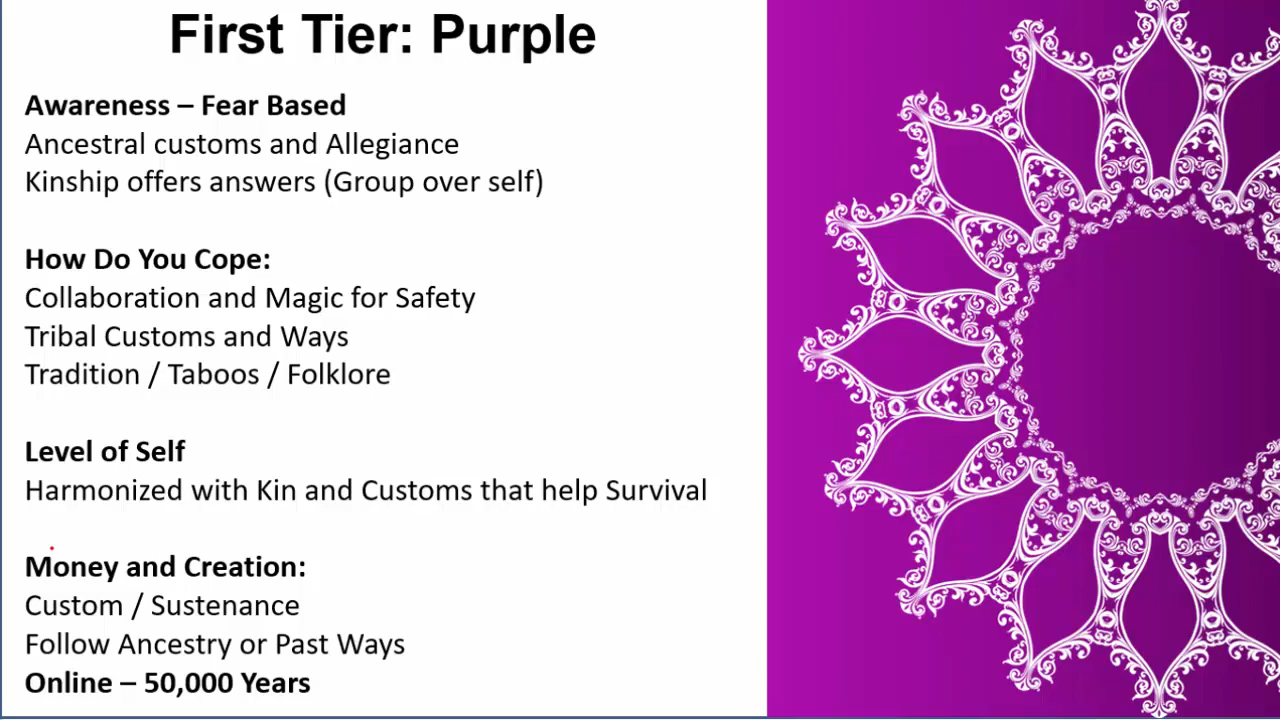 First Tier: Purple
Awareness – Fear Based
Ancestral customs and Allegiance
Kinship offers answers (Group over self)
How Do You Cope:
Collaboration and Magic for Safety
Tribal Customs and Ways
Tradition / Taboos / Folklore
Level of Self
Harmonized with Kin and Customs that help Survival
Money and Creation:
Custom / Sustenance
Follow Ancestry or Past Ways
Online – 50,000 Years